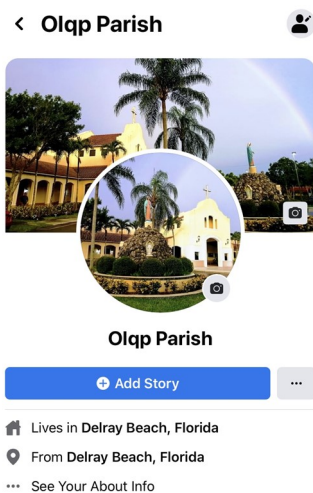 Olqp Parish
Olqp Parish
Add Story
Lives in Delray Beach, Florida
From Delray Beach, Florida
See Your About Info